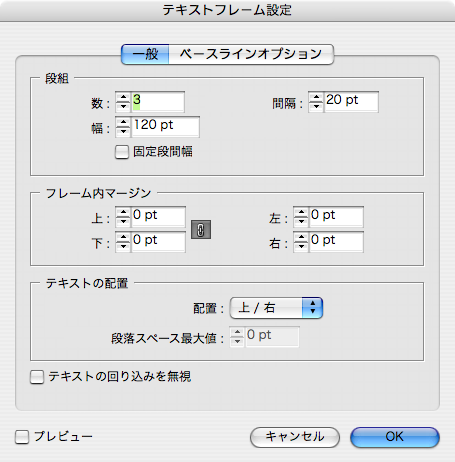 テキストフレーム設定
一般 ベースラインオプション
段組
数 : 3 間隔 : 20 pt
幅 : 120 pt
固定段間幅
フレーム内マージン
上 : 0 pt 左 : 0 pt
下 : 0 pt 右 : 0 pt
テキストの配置
配置 : 上 / 右
段落スペース最大値 : 0 pt
テキストの回り込みを無視
プレビュー キャンセル OK